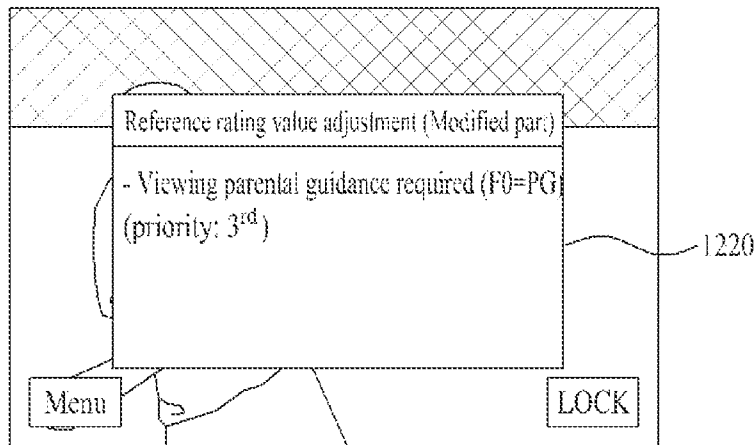 Reference rating value adjustment (Modified part)
- Viewing parental guidance required (F0=PG)
(priority: 3rd)
1220
Menu
LOCK